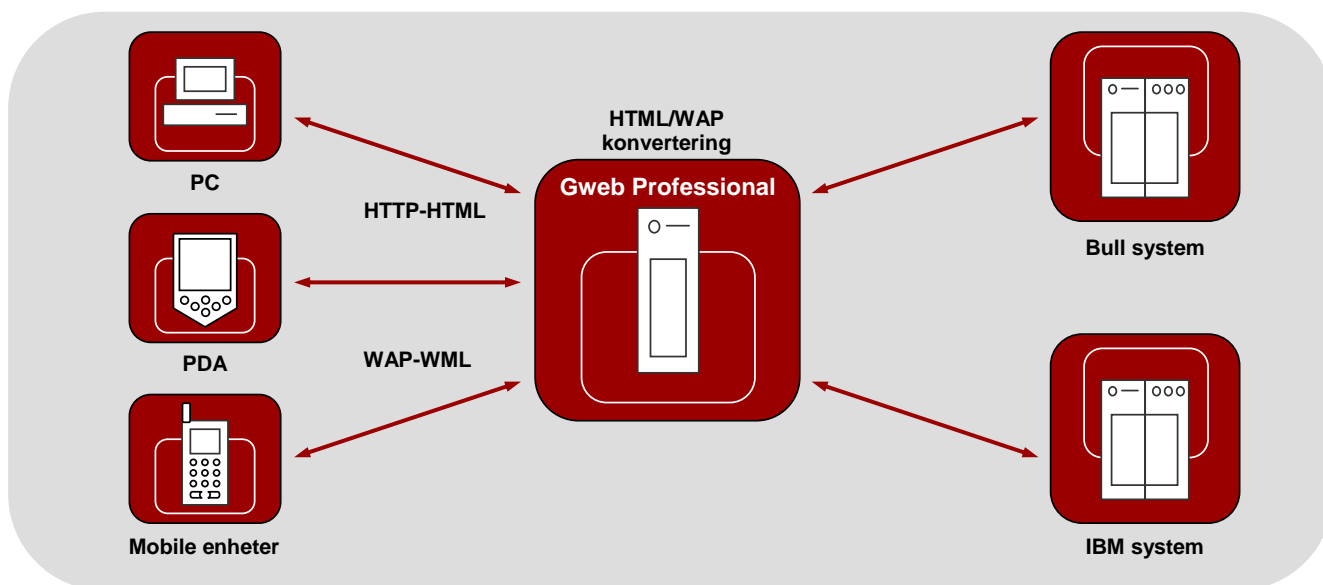 PC
HTTP-HTML
PDA
WAP-WML
Mobile enheter
HTML/WAP
konvertering
Gweb Professional
Bull system
IBM system